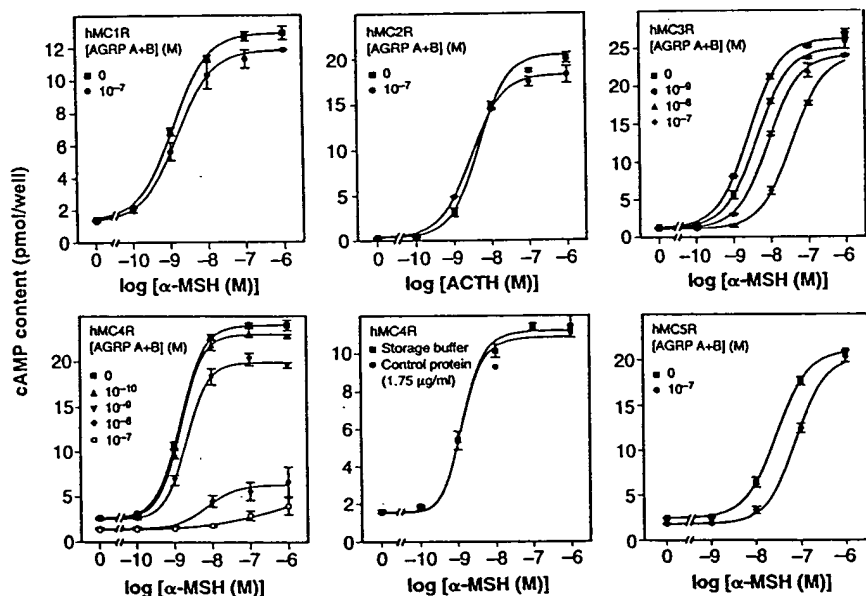 cAMP content (pmol/well)
hMC1R
[AGRP A+B] (M)
0
10⁻⁷
12
10
8
6
4
2
0
0 −10 −9 −8 −7 −6
log [α-MSH (M)]
hMC2R
[AGRP A+B] (M)
0
10⁻⁷
20
15
10
5
0
0 −10 −9 −8 −7 −6
log [ACTH (M)]
hMC3R
[AGRP A+B] (M)
0
10⁻⁹
10⁻⁸
10⁻⁷
25
20
15
10
5
0
0 −10 −9 −8 −7 −6
log [α-MSH (M)]
hMC4R
[AGRP A+B] (M)
0
10⁻¹⁰
10⁻⁹
10⁻⁸
10⁻⁷
20
15
10
5
0
0 −10 −9 −8 −7 −6
log [α-MSH (M)]
hMC4R
Storage buffer
Control protein
(1.75 µg/ml)
10
8
6
4
2
0
0 −10 −9 −8 −7 −6
log [α-MSH (M)]
hMC5R
[AGRP A+B] (M)
0
10⁻⁷
20
15
10
5
0
0 −9 −8 −7 −6
log [α-MSH (M)]